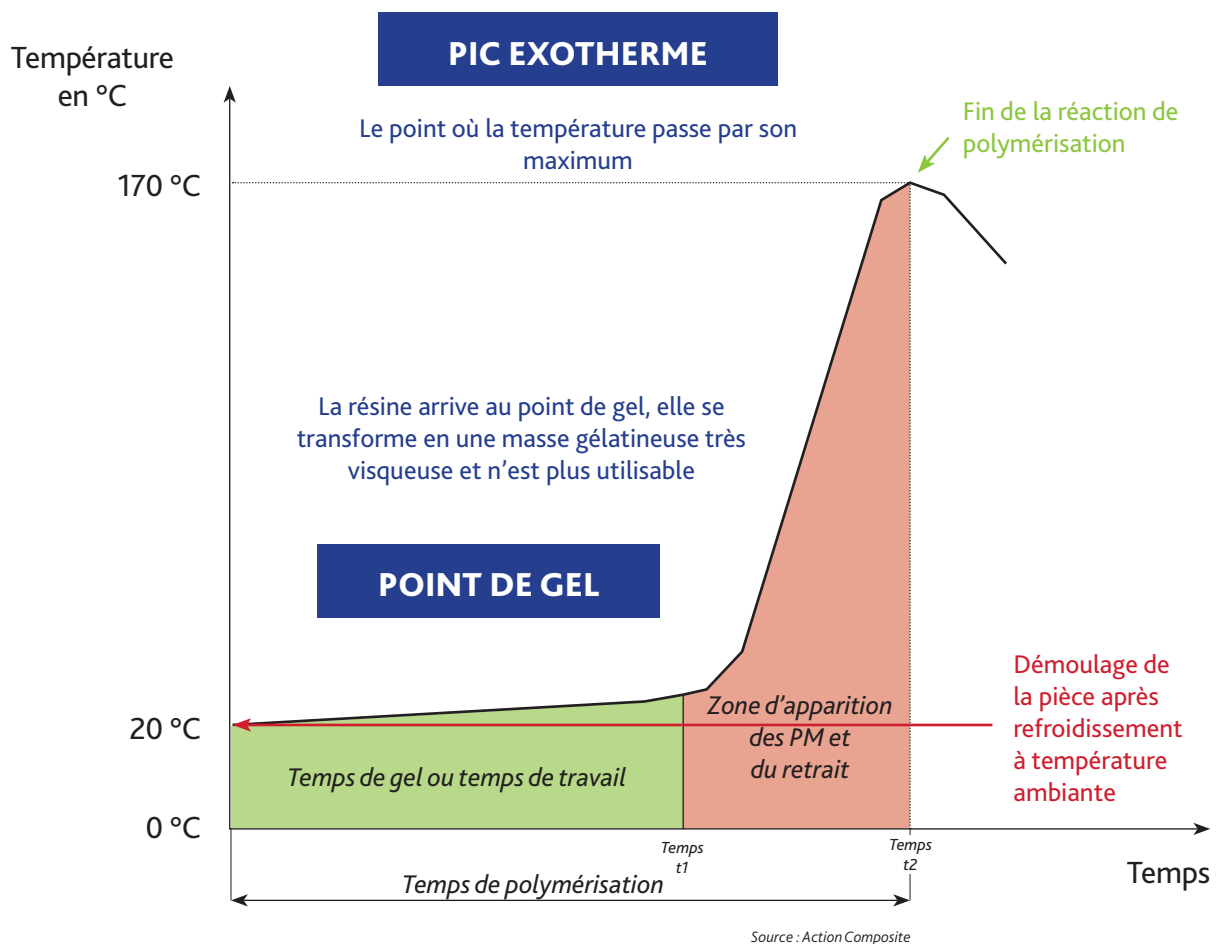 PIC EXOTHERME
Température
en °C
Le point où la température passe par son
maximum
Fin de la réaction de
polymérisation
170 °C
La résine arrive au point de gel, elle se
transforme en une masse gélatineuse très
visqueuse et n’est plus utilisable
POINT DE GEL
Démoulage de
la pièce après
refroidissement
à température
ambiante
Zone d’apparition
des PM et
du retrait
20 °C
Temps de gel ou temps de travail
0 °C
Temps
t1
Temps
t2
Temps
Temps de polymérisation
Source : Action Composite